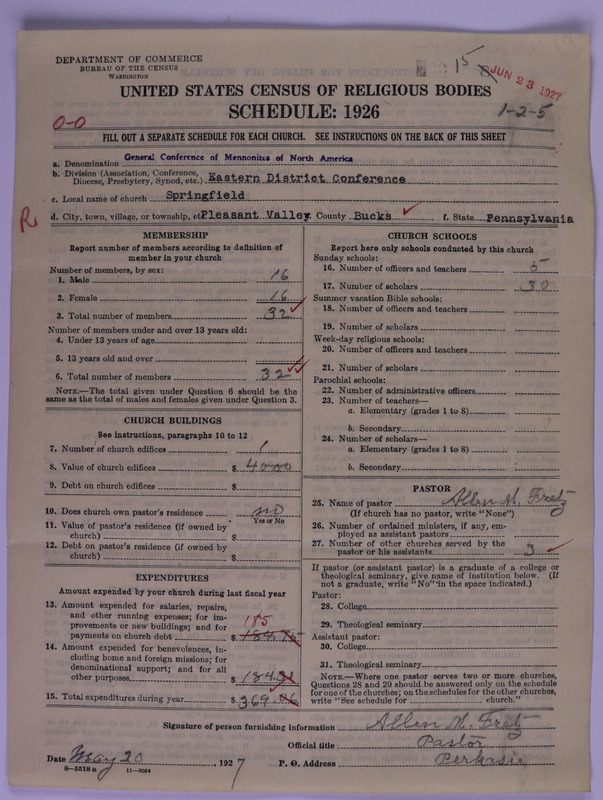 DEPARTMENT OF COMMERCE
BUREAU OF THE CENSUS
WASHINGTON
15
JUN 23 1927
UNITED STATES CENSUS OF RELIGIOUS BODIES
SCHEDULE: 1926
1-2-5
0-0
FILL OUT A SEPARATE SCHEDULE FOR EACH CHURCH. SEE INSTRUCTIONS ON THE BACK OF THIS SHEET
a. Denomination General Conference of Mennonites of North America
b. Division (Association, Conference, Diocese, Presbytery, Synod, etc.) Eastern District Conference
c. Local name of church Springfield
R
d. City, town, village, or township, etc. Pleasant Valley County Bucks ✓ f. State Pennsylvania
MEMBERSHIP
Report number of members according to definition of
member in your church
Number of members, by sex:
1. Male 16
2. Female 16
3. Total number of members 32 ✓
Number of members under and over 13 years old:
4. Under 13 years of age
5. 13 years old and over
6. Total number of members 32 ✓
NOTE.—The total given under Question 6 should be the
same as the total of males and females given under Question 3.
CHURCH BUILDINGS
See instructions, paragraphs 10 to 12
7. Number of church edifices 1
8. Value of church edifices $ 4000
9. Debt on church edifices $
10. Does church own pastor's residence no
Yes or No
11. Value of pastor's residence (if owned by
church) $
12. Debt on pastor's residence (if owned by
church) $
EXPENDITURES
Amount expended by your church during last fiscal year
13. Amount expended for salaries, repairs,
and other running expenses; for im-
provements or new buildings; and for
185
payments on church debt $
14. Amount expended for benevolences, in-
cluding home and foreign missions; for
denominational support; and for all
other purposes $ 184
15. Total expenditures during year $ 369
CHURCH SCHOOLS
Report here only schools conducted by this church
Sunday schools:
16. Number of officers and teachers 5
17. Number of scholars 30
Summer vacation Bible schools:
18. Number of officers and teachers
19. Number of scholars
Week-day religious schools:
20. Number of officers and teachers
21. Number of scholars
Parochial schools:
22. Number of administrative officers
23. Number of teachers—
a. Elementary (grades 1 to 8)
b. Secondary
24. Number of scholars—
a. Elementary (grades 1 to 8)
b. Secondary
PASTOR
25. Name of pastor Allen M. Fretz
(If church has no pastor, write "None")
26. Number of ordained ministers, if any, em-
ployed as assistant pastors
27. Number of other churches served by the
pastor or his assistants 3 ✓
If pastor (or assistant pastor) is a graduate of a college or
theological seminary, give name of institution below. (If
not a graduate, write "No" in the space indicated.)
Pastor:
28. College
29. Theological seminary
Assistant pastor:
30. College
31. Theological seminary
NOTE.—Where one pastor serves two or more churches,
Questions 28 and 29 should be answered only on the schedule
for one of the churches; on the schedules for the other churches,
write "See schedule for church."
Signature of person furnishing information Allen M. Fretz
Official title Pastor
Date May 20 1927 P. O. Address Perkasie
8-5518 a 11-9054